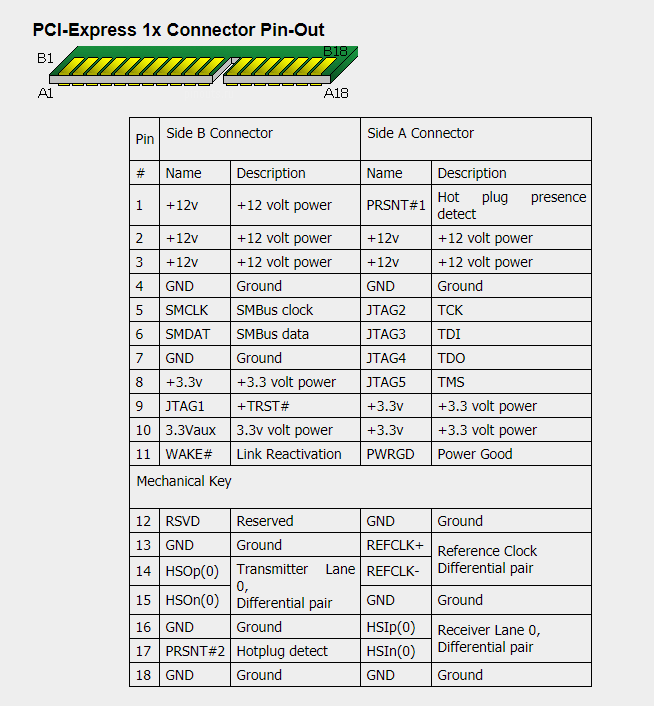 PCI-Express 1x Connector Pin-Out
B1 B18
A1 A18
Pin Side B Connector Side A Connector
# Name Description Name Description
1 +12v +12 volt power PRSNT#1 Hot plug presence
detect
2 +12v +12 volt power +12v +12 volt power
3 +12v +12 volt power +12v +12 volt power
4 GND Ground GND Ground
5 SMCLK SMBus clock JTAG2 TCK
6 SMDAT SMBus data JTAG3 TDI
7 GND Ground JTAG4 TDO
8 +3.3v +3.3 volt power JTAG5 TMS
9 JTAG1 +TRST# +3.3v +3.3 volt power
10 3.3Vaux 3.3v volt power +3.3v +3.3 volt power
11 WAKE# Link Reactivation PWRGD Power Good
Mechanical Key
12 RSVD Reserved GND Ground
13 GND Ground REFCLK+ Reference Clock
Differential pair
14 HSOp(0) Transmitter Lane REFCLK-
0,
Differential pair
15 HSOn(0) GND Ground
16 GND Ground HSIp(0) Receiver Lane 0,
Differential pair
17 PRSNT#2 Hotplug detect HSIn(0)
18 GND Ground GND Ground